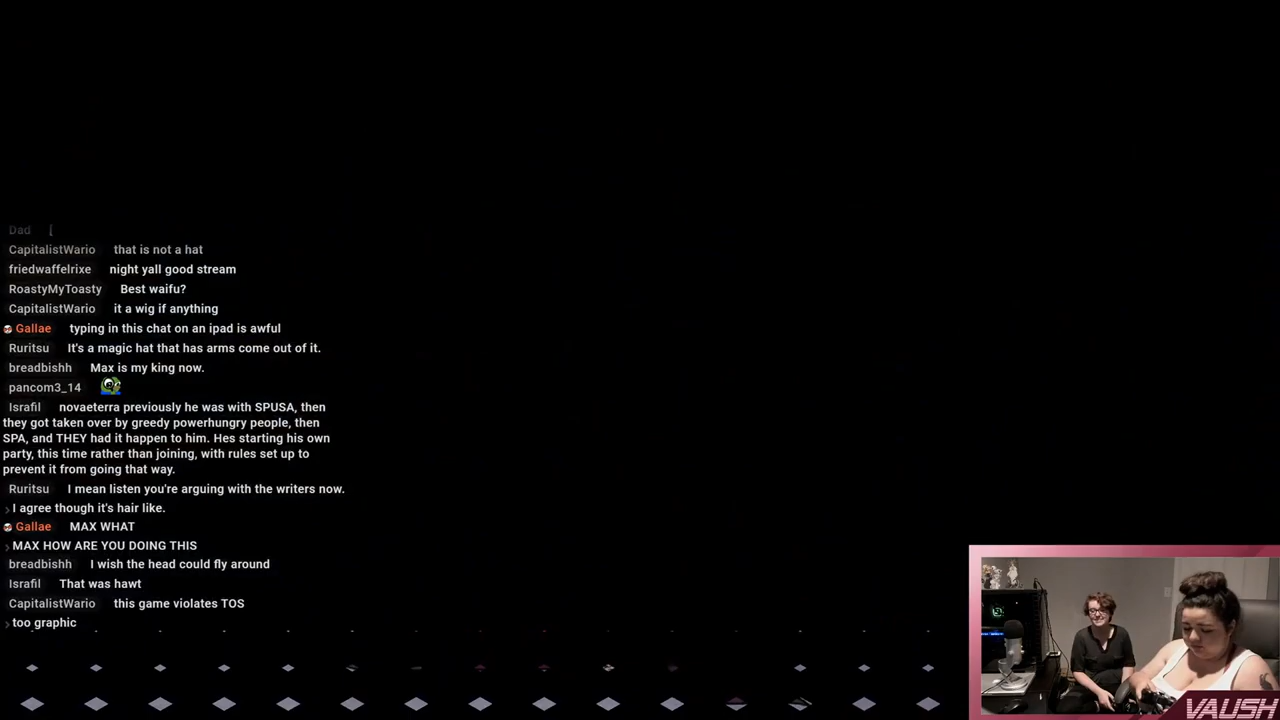 Dad
CapitalistWario that is not a hat
friedwaffelrixe night yall good stream
RoastyMyToasty Best waifu?
CapitalistWario it a wig if anything
Gallae typing in this chat on an ipad is awful
Ruritsu It's a magic hat that has arms come out of it.
breadbishh Max is my king now.
pancom3_14
Israfil novaeterra previously he was with SPUSA, then
they got taken over by greedy powerhungry people, then
SPA, and THEY had it happen to him. Hes starting his own
party, this time rather than joining, with rules set up to
prevent it from going that way.
Ruritsu I mean listen you're arguing with the writers now.
I agree though it's hair like.
Gallae MAX WHAT
MAX HOW ARE YOU DOING THIS
breadbishh I wish the head could fly around
Israfil That was hawt
CapitalistWario this game violates TOS
too graphic
VAUSH